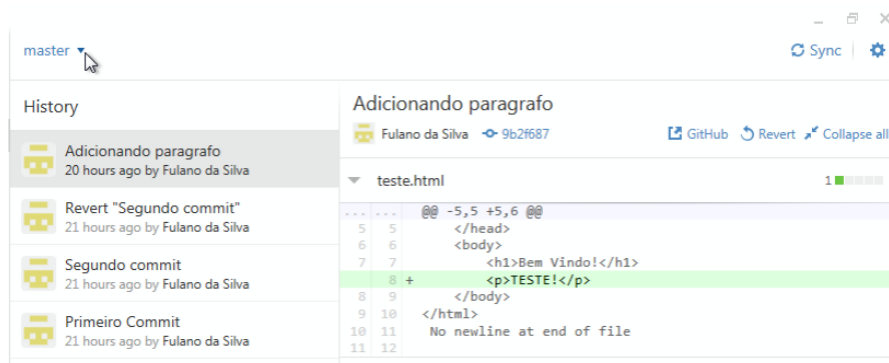 master
Sync
History
Adicionando paragrafo
20 hours ago by Fulano da Silva
Revert "Segundo commit"
21 hours ago by Fulano da Silva
Segundo commit
21 hours ago by Fulano da Silva
Primeiro Commit
21 hours ago by Fulano da Silva
Adicionando paragrafo
Fulano da Silva 9b2f687 GitHub Revert Collapse all
teste.html 1
... ... @@ -5,5 +5,6 @@
5 5 </head>
6 6 <body>
7 7 <h1>Bem Vindo!</h1>
8 + <p>TESTE!</p>
8 9 </body>
9 10 </html>
10 11 No newline at end of file
11 12